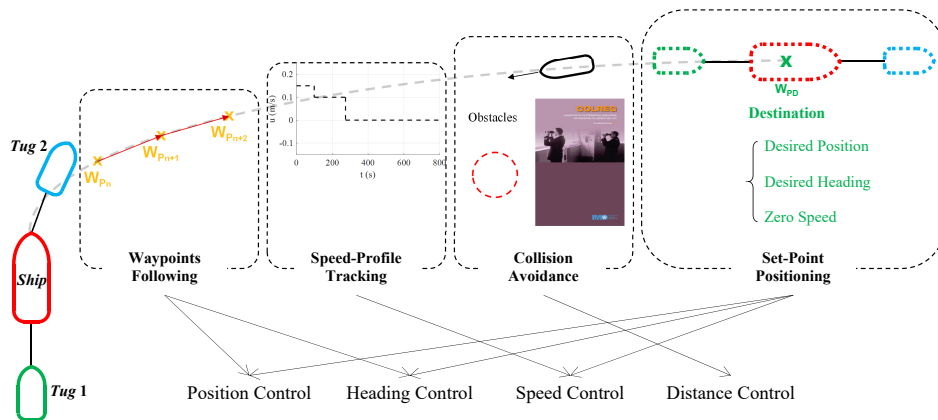 Tug 2
Ship
Tug 1
W_Pn
W_Pn+1
W_Pn+2
Waypoints
Following
u (m/s)
0.2
0.1
0
-0.1
0
200
400
600
800
t (s)
Speed-Profile
Tracking
Obstacles
COLREG
IMO
Collision
Avoidance
W_PD
Destination
Desired Position
Desired Heading
Zero Speed
Set-Point
Positioning
Position Control
Heading Control
Speed Control
Distance Control